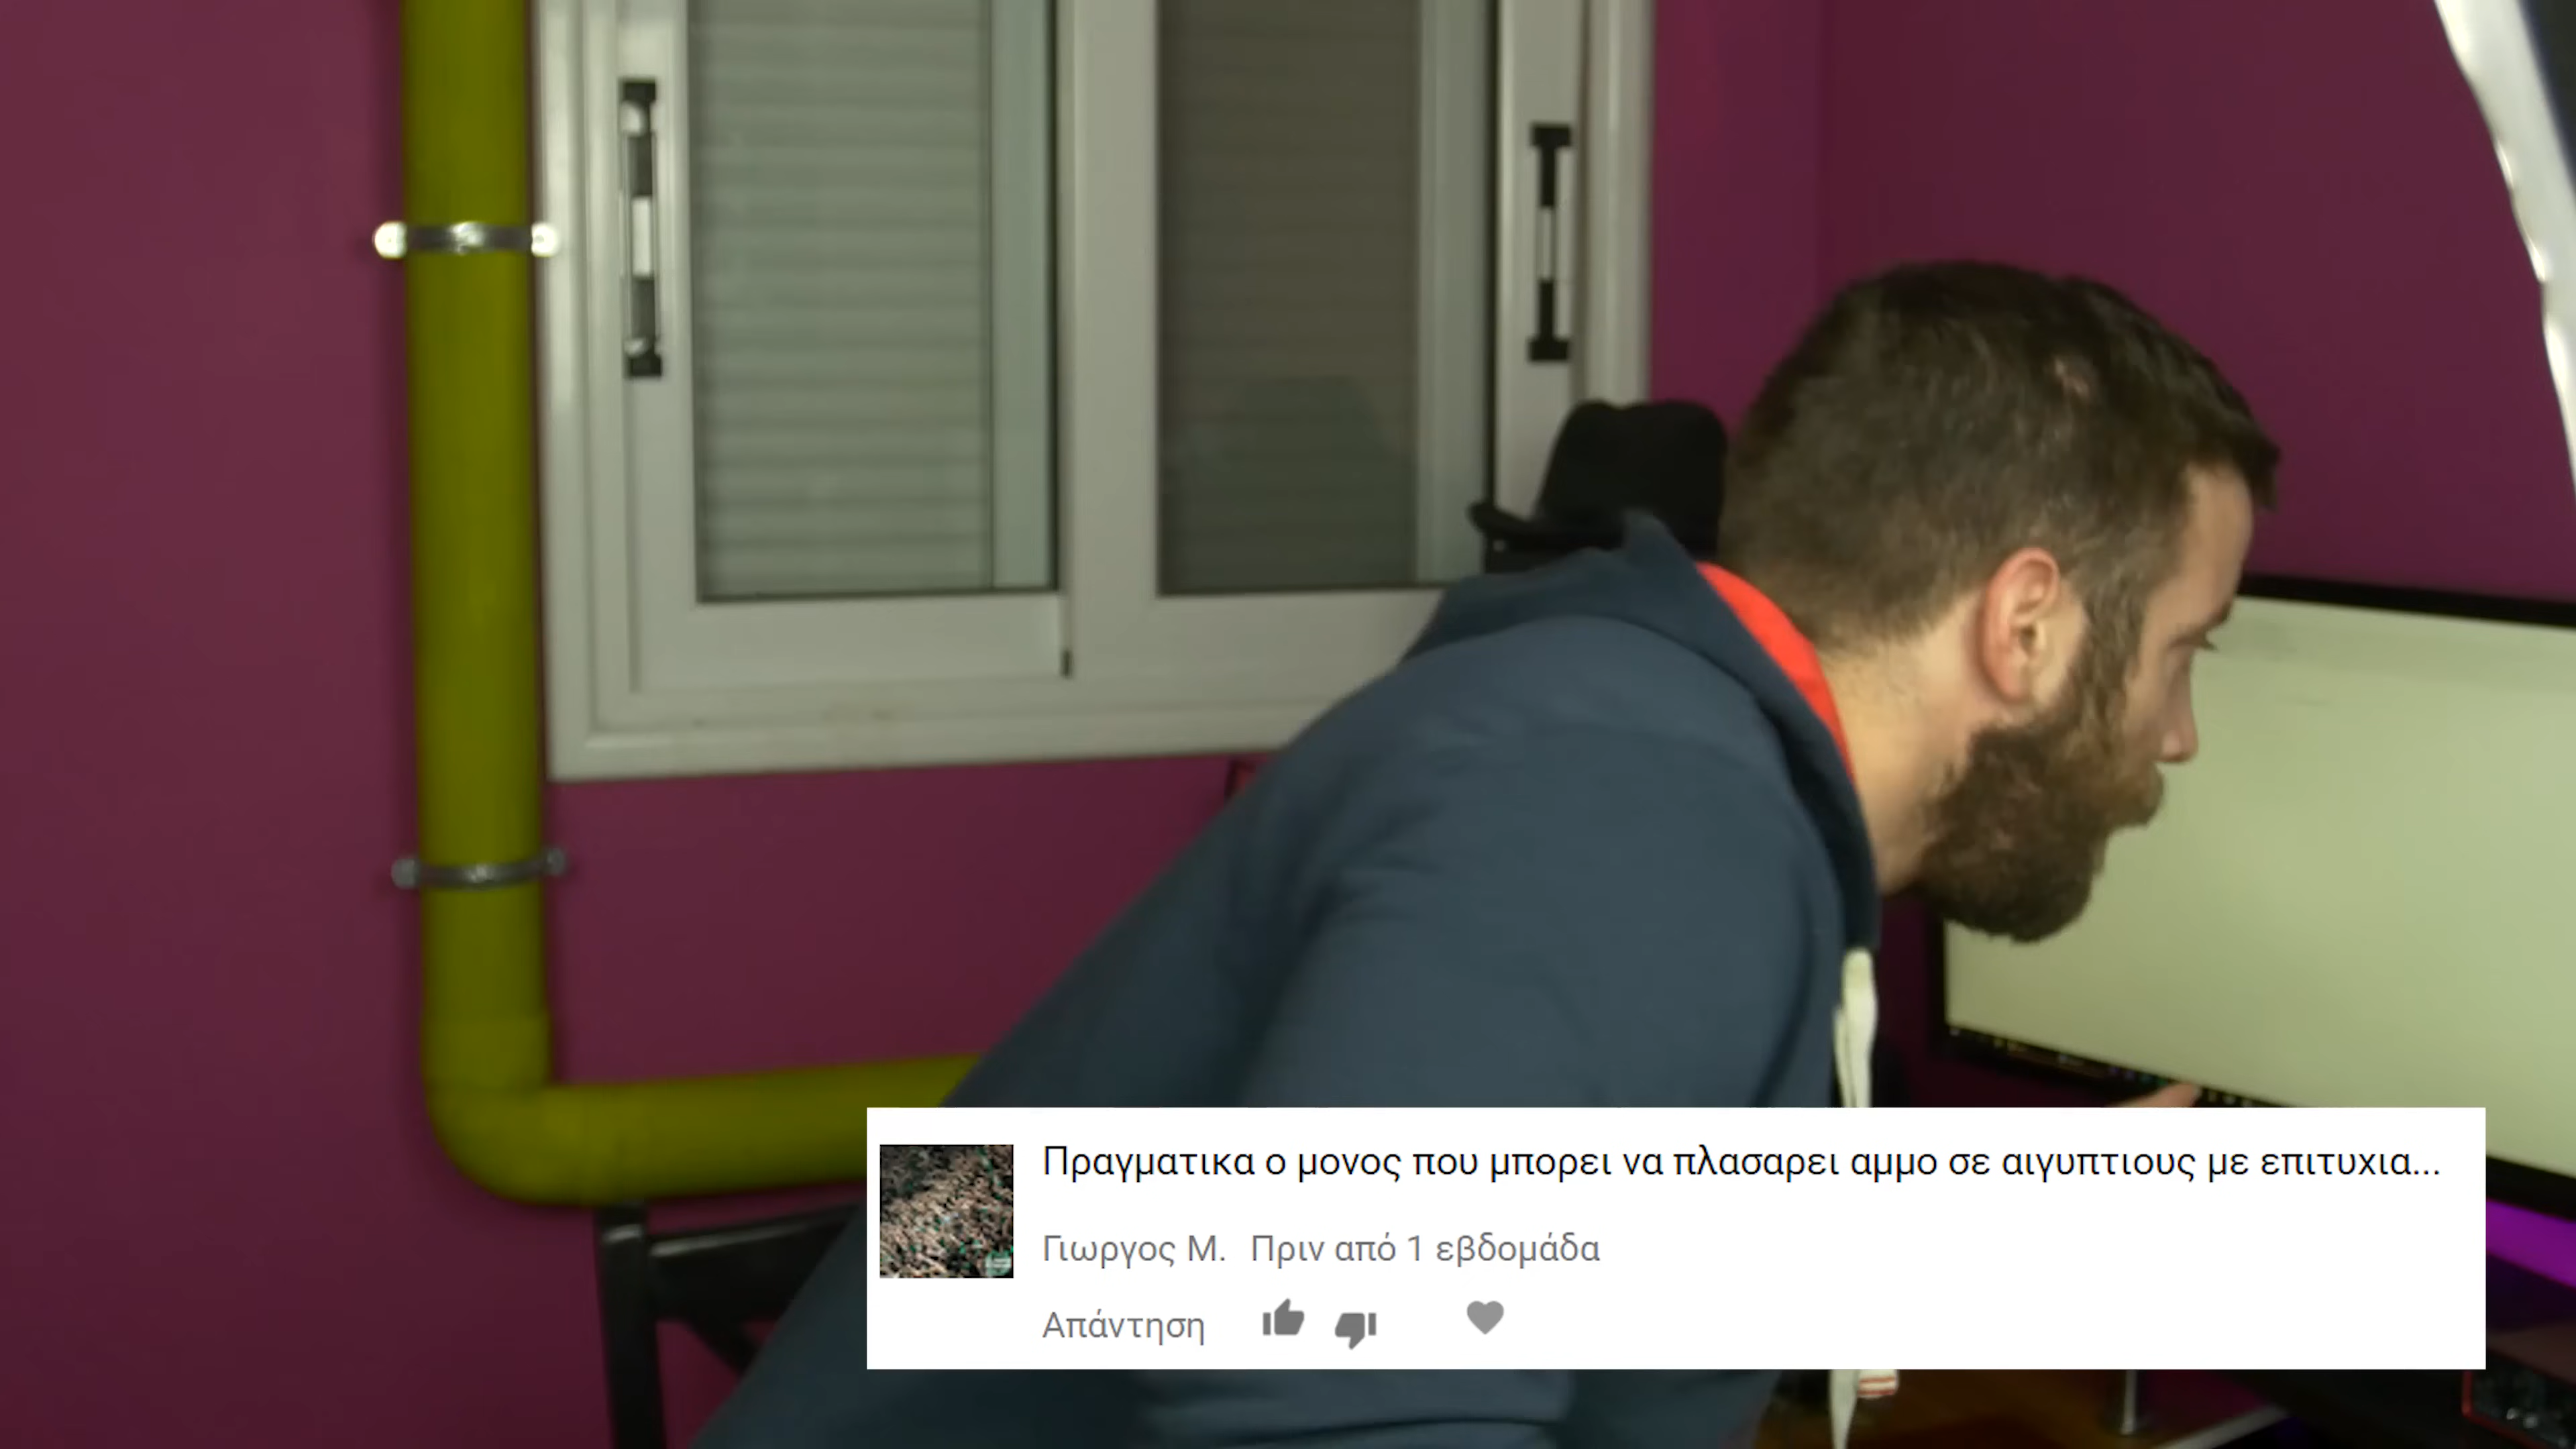 Πραγματικα ο μονος που μπορει να πλασαρει αμμο σε αιγυπτιους με επιτυχια...
Γιωργος Μ. Πριν από 1 εβδομάδα
Απάντηση